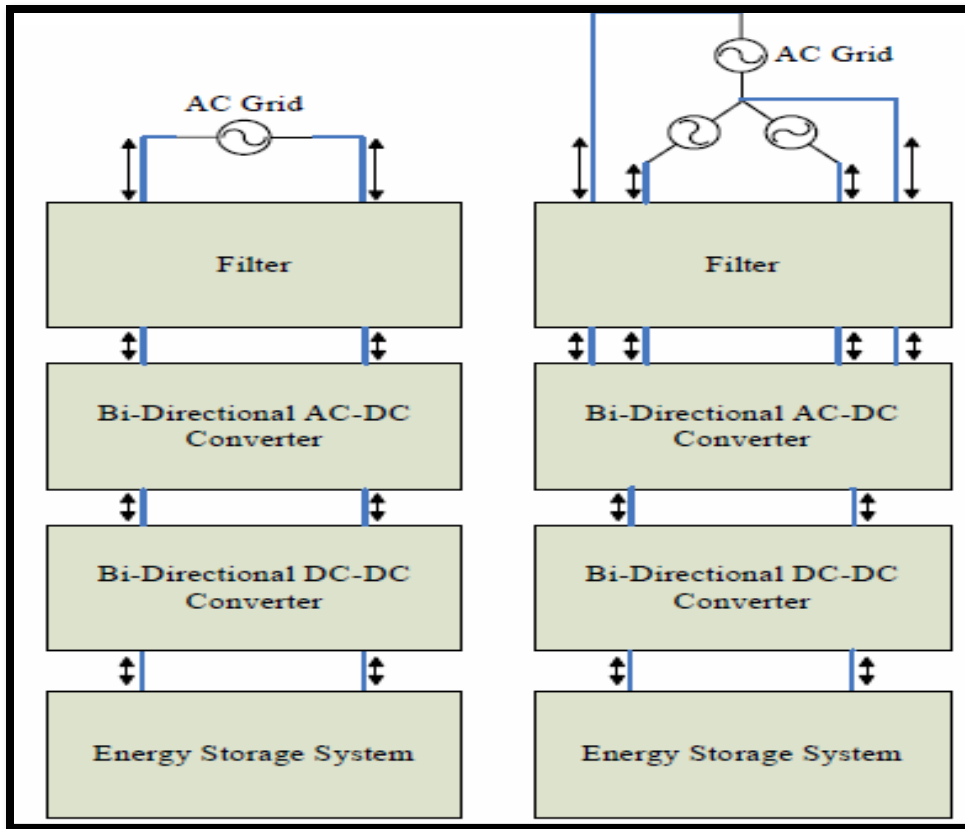 AC Grid
Filter
Bi-Directional AC-DC
Converter
Bi-Directional DC-DC
Converter
Energy Storage System
AC Grid
Filter
Bi-Directional AC-DC
Converter
Bi-Directional DC-DC
Converter
Energy Storage System